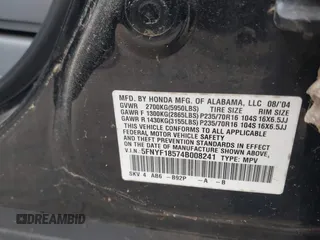 MFD. BY HONDA MFG. OF ALABAMA, LLC 08/'04
GVWR 2700KG(5950LBS) TIRE SIZE RIM SIZE
GAWR F 1300KG(2865LBS) P235/70R16 104S 16X6.5JJ
GAWR R 1430KG(3155LBS) P235/70R16 104S 16X6.5JJ
THIS VEHICLE CONFORMS TO ALL APPLICABLE
FEDERAL MOTOR VEHICLE SAFETY AND
THEFT PREVENTION STANDARDS IN EFFECT ON
THE DATE OF MANUFACTURE SHOWN ABOVE.
V.I.N.: 5FNYF18574B008241 TYPE: MPV
SKV 4 AB6 -B92P -A -B
DREAMBID